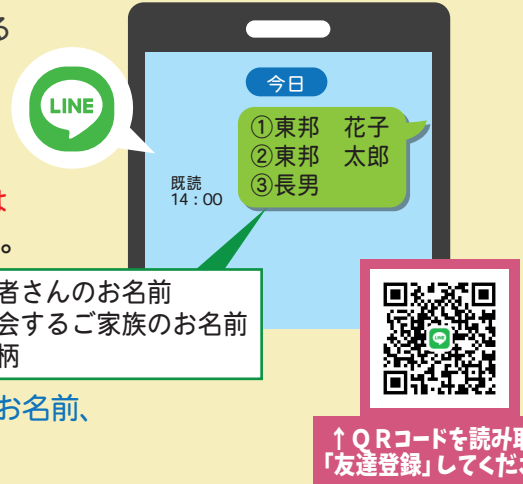 る
今日
LINE
①東邦　花子
②東邦　太郎
③長男
既読
14：00
は
。
者さんのお名前
会するご家族のお名前
柄
お名前、
↑QRコードを読み取
「友達登録」してくださ